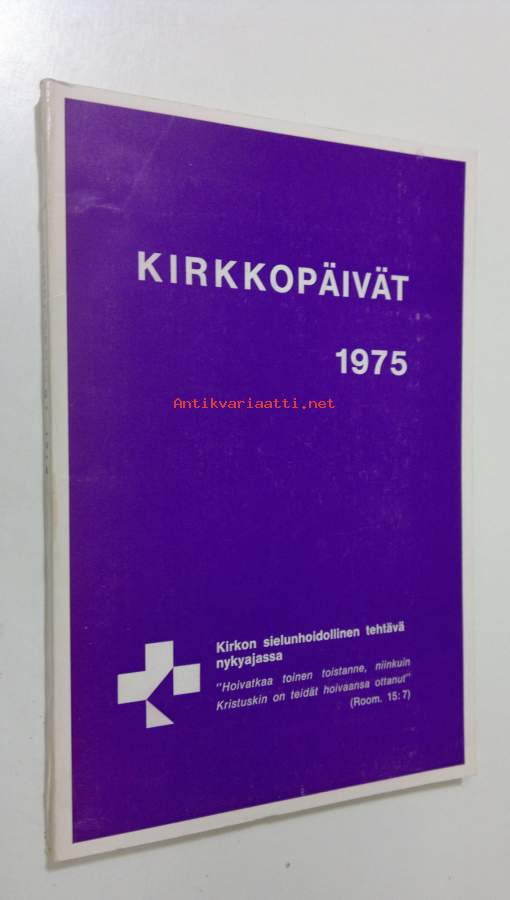 KIRKKOPÄIVÄT
1975
Antikvariaatti.net
Kirkon sielunhoidollinen tehtävä
nykyajassa
"Hoivatkaa toinen toistanne, niinkuin
Kristuskin on teidät hoivaansa ottanut"
(Room. 15:7)